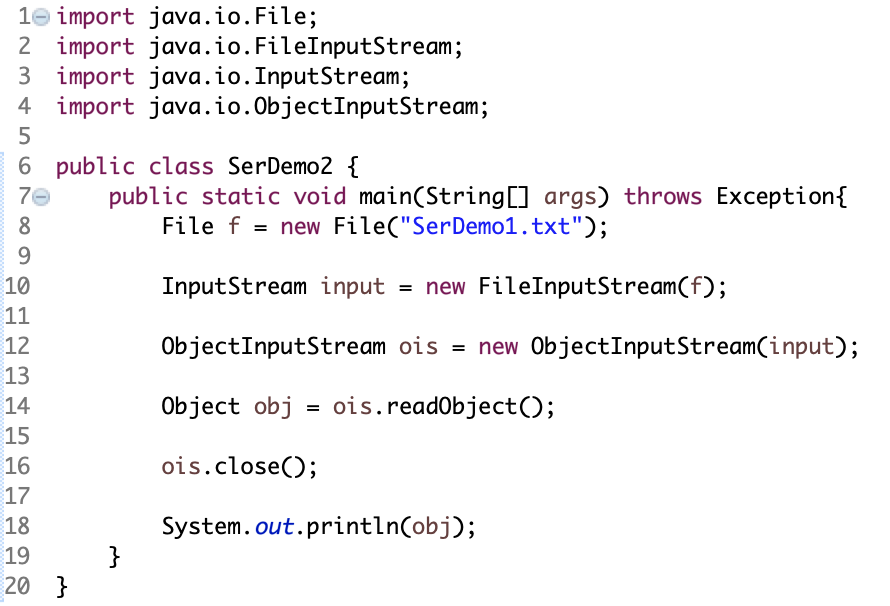 1 import java.io.File;
2 import java.io.FileInputStream;
3 import java.io.InputStream;
4 import java.io.ObjectInputStream;
5
6 public class SerDemo2 {
7     public static void main(String[] args) throws Exception{
8         File f = new File("SerDemo1.txt");
9
10         InputStream input = new FileInputStream(f);
11
12         ObjectInputStream ois = new ObjectInputStream(input);
13
14         Object obj = ois.readObject();
15
16         ois.close();
17
18         System.out.println(obj);
19     }
20 }